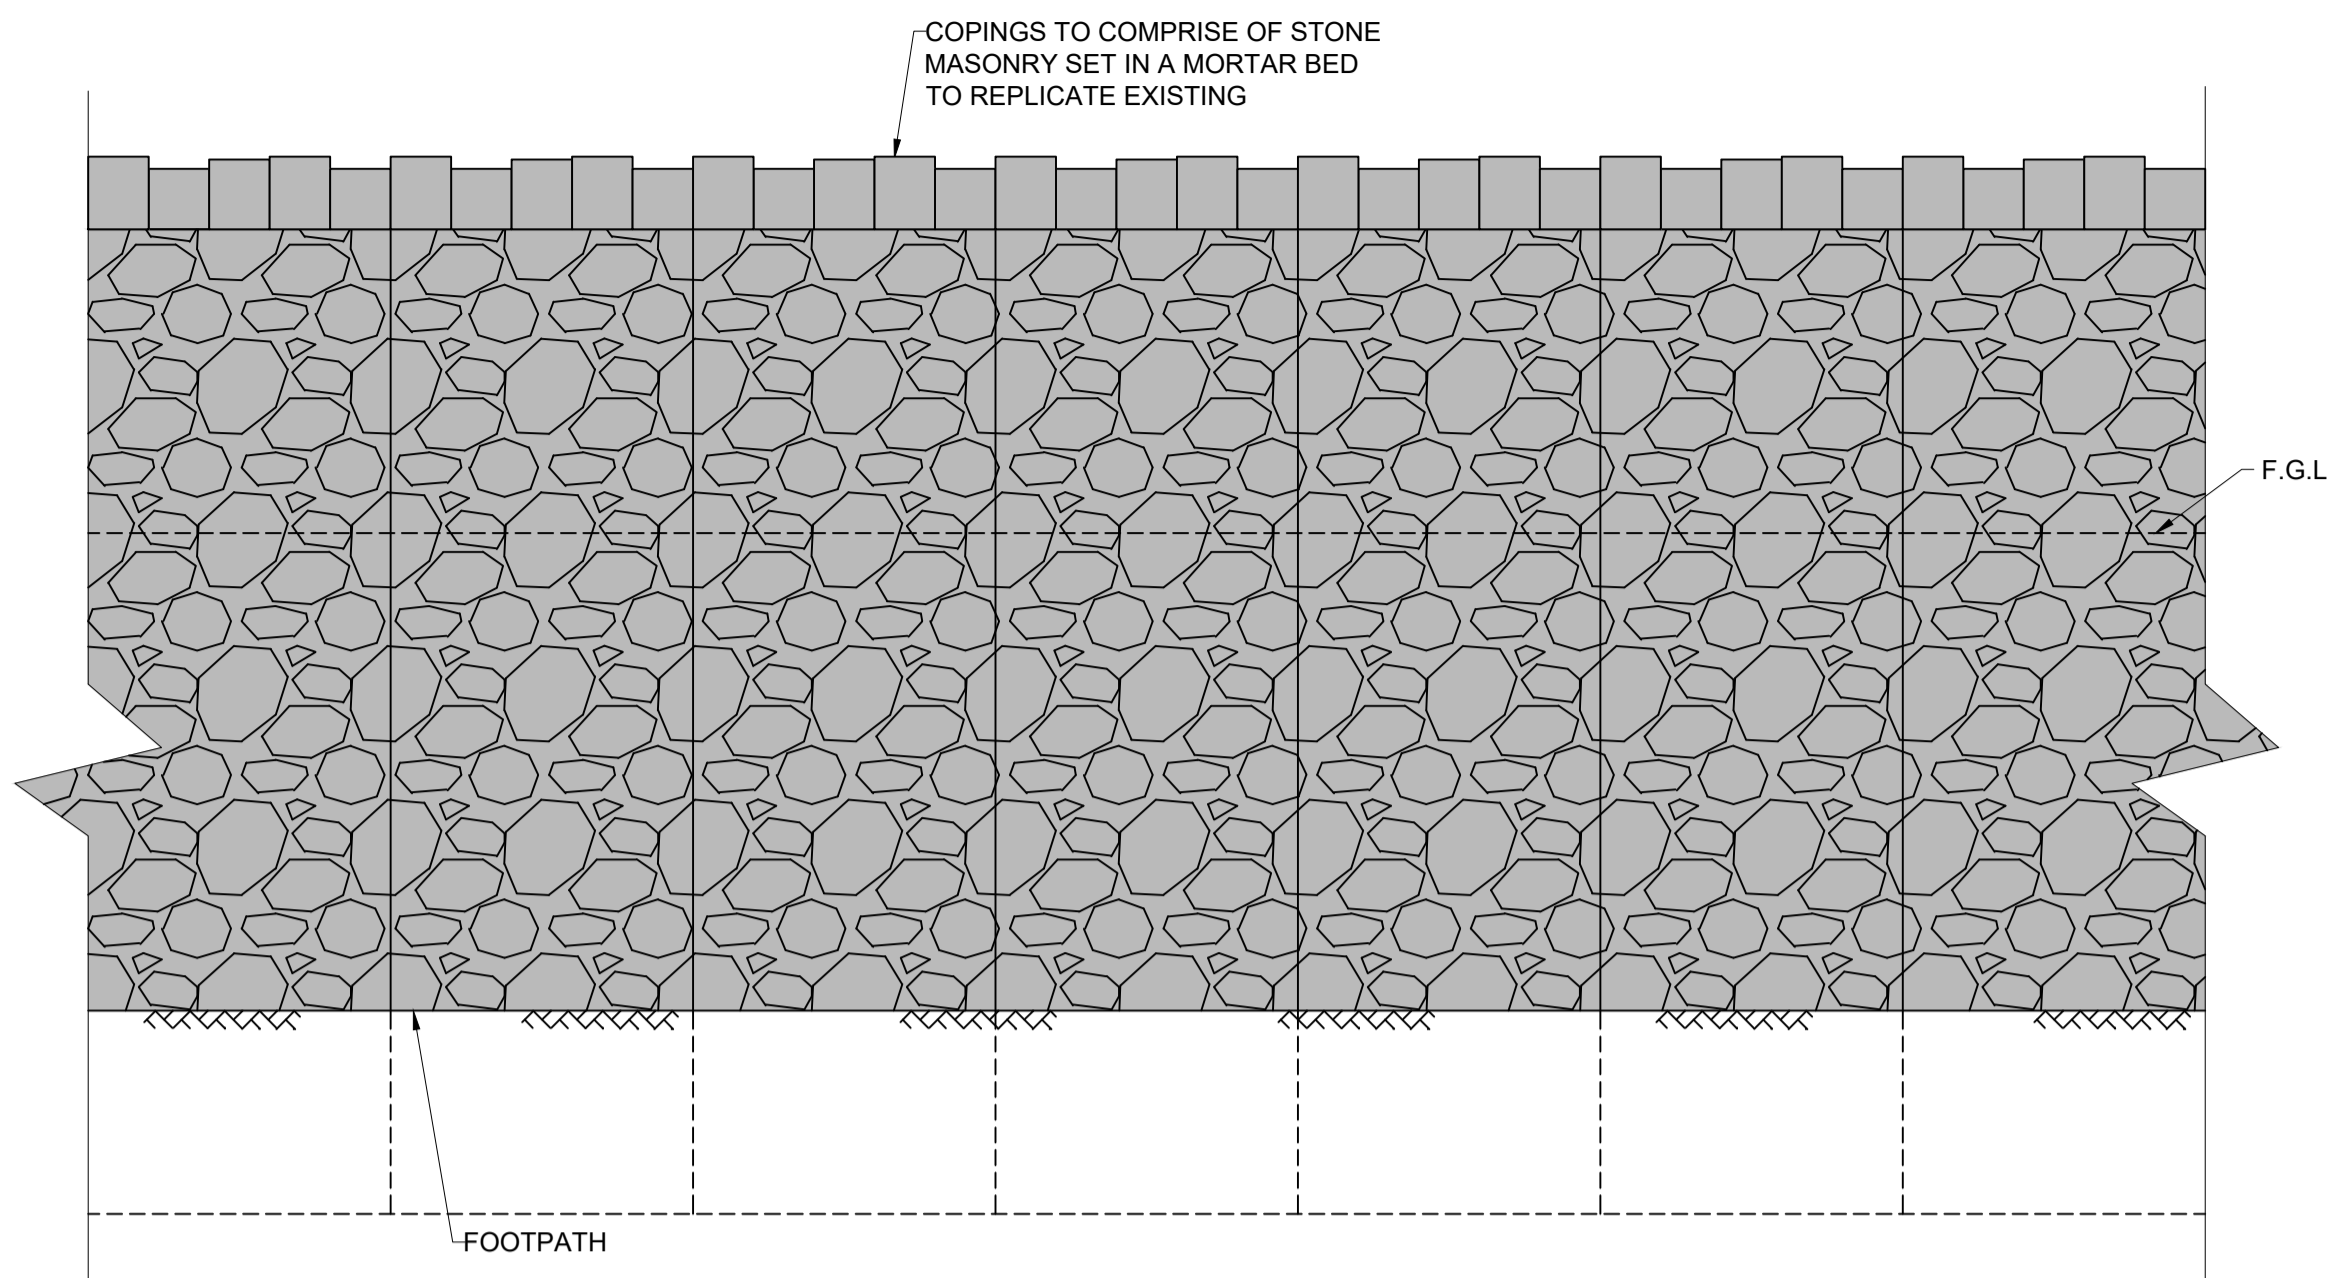 COPINGS TO COMPRISE OF STONE
MASONRY SET IN A MORTAR BED
TO REPLICATE EXISTING
F.G.L
FOOTPATH